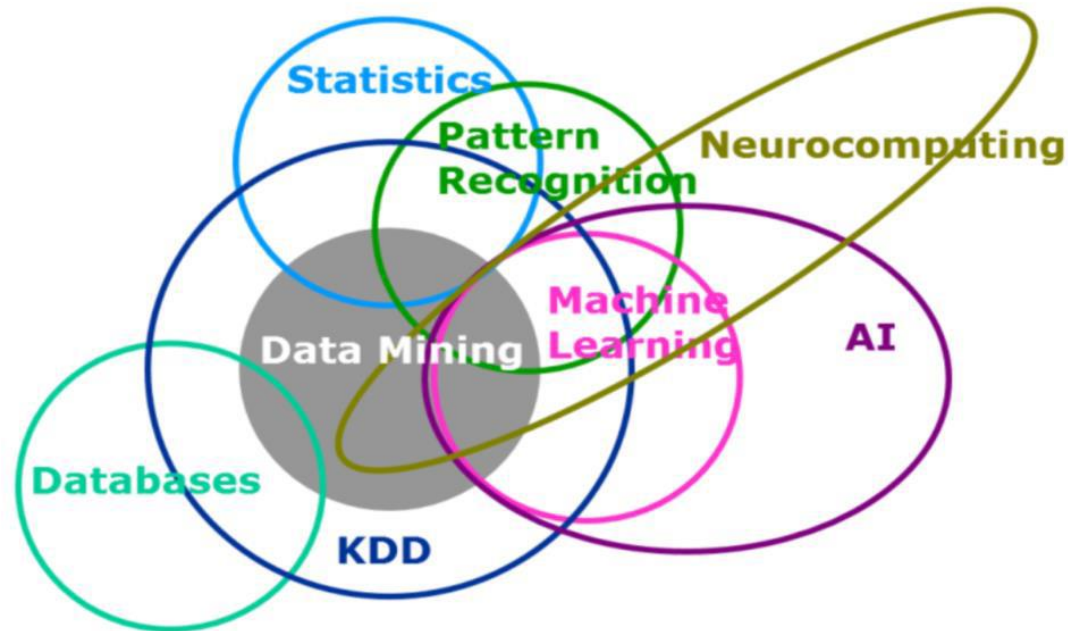 Statistics
Pattern
Recognition
Neurocomputing
Machine
Learning
AI
Data Mining
Databases
KDD